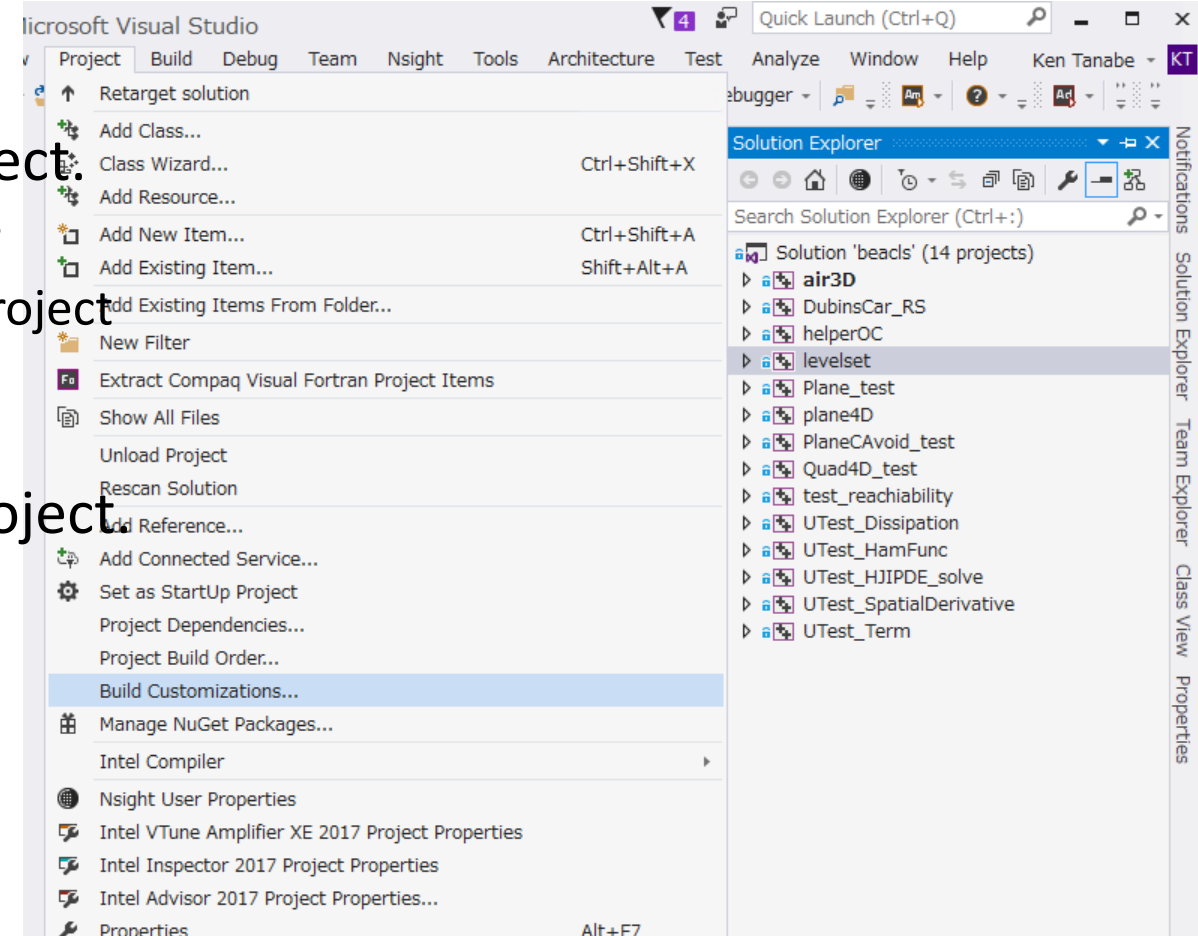 licrosoft Visual Studio
4
Quick Launch (Ctrl+Q)
Project Build Debug Team Nsight Tools Architecture Test Analyze Window Help Ken Tanabe KT
ebugger
Retarget solution
Add Class...
ect.
Class Wizard... Ctrl+Shift+X
Add Resource...
Add New Item... Ctrl+Shift+A
Add Existing Item... Shift+Alt+A
roject
Add Existing Items From Folder...
New Filter
Extract Compaq Visual Fortran Project Items
Show All Files
Unload Project
Rescan Solution
oject.
Add Reference...
Add Connected Service...
Set as StartUp Project
Project Dependencies...
Project Build Order...
Build Customizations...
Manage NuGet Packages...
Intel Compiler
Nsight User Properties
Intel VTune Amplifier XE 2017 Project Properties
Intel Inspector 2017 Project Properties
Intel Advisor 2017 Project Properties...
Properties Alt+F7
Solution Explorer
Search Solution Explorer (Ctrl+:)
Solution 'beacls' (14 projects)
air3D
DubinsCar_RS
helperOC
levelset
Plane_test
plane4D
PlaneCAvoid_test
Quad4D_test
test_reachiability
UTest_Dissipation
UTest_HamFunc
UTest_HJIPDE_solve
UTest_SpatialDerivative
UTest_Term
Notifications
Solution Explorer
Team Explorer
Class View
Properties